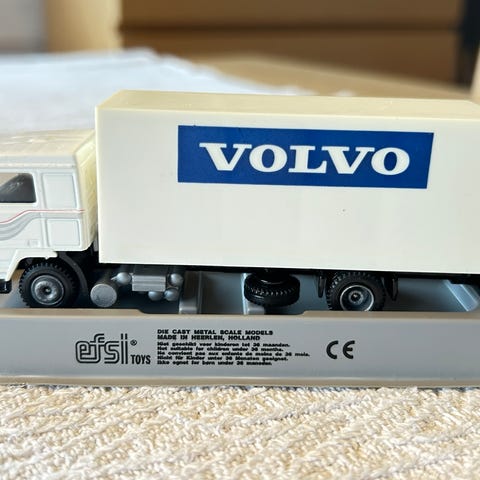 VOLVO
efsi® TOYS
DIE CAST METAL SCALE MODELS
MADE IN HEERLEN, HOLLAND
Niet geschikt voor kinderen tot 36 maanden.
Not suitable for children under 36 months.
Ne convient pas aux enfants de moins de 36 mois.
Nicht für Kinder unter 36 Monaten geeignet.
Ikke egnet for børn under 36 måneder.
CE